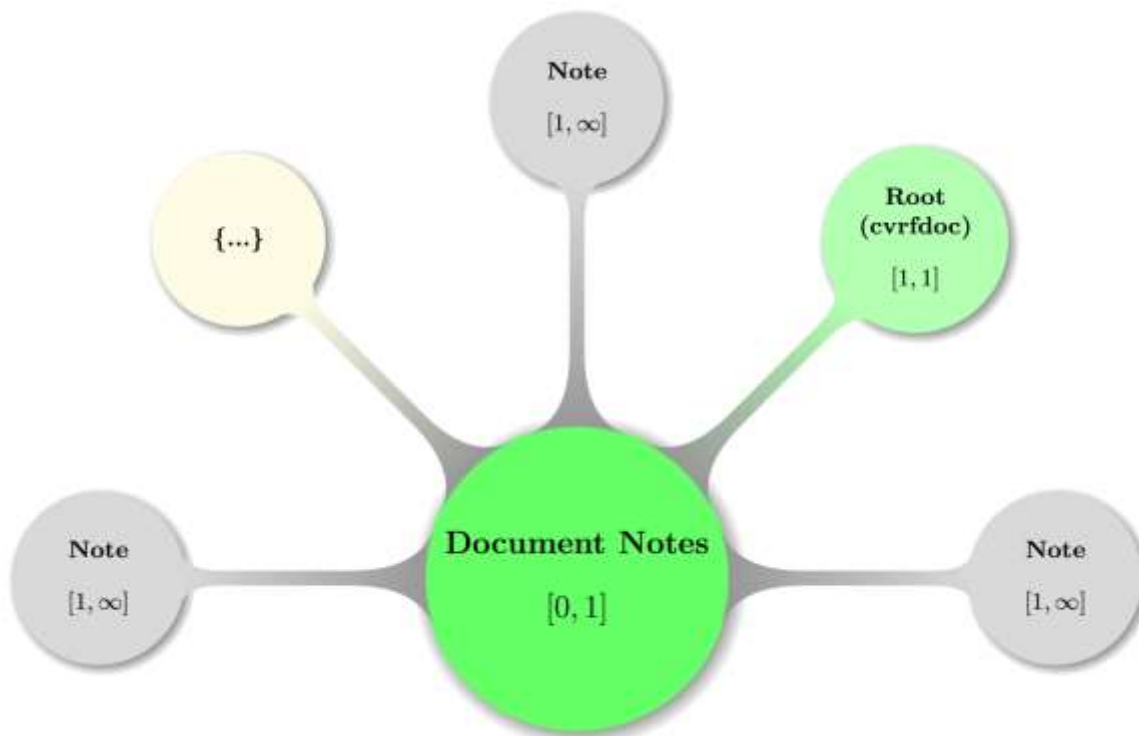 Note
[1, ∞]
{...}
Root
(cvrfdoc)
[1, 1]
Note
[1, ∞]
Document Notes
[0, 1]
Note
[1, ∞]